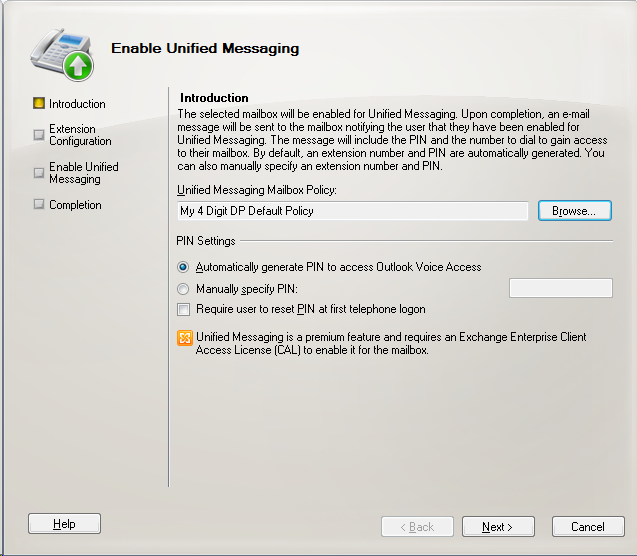 Enable Unified Messaging
Introduction
Extension
Configuration
Enable Unified
Messaging
Completion
Introduction
The selected mailbox will be enabled for Unified Messaging. Upon completion, an e-mail
message will be sent to the mailbox notifying the user that they have been enabled for
Unified Messaging. The message will include the PIN and the number to dial to gain access
to their mailbox. By default, an extension number and PIN are automatically generated. You
can also manually specify an extension number and PIN.
Unified Messaging Mailbox Policy:
My 4 Digit DP Default Policy
Browse...
PIN Settings
Automatically generate PIN to access Outlook Voice Access
Manually specify PIN:
Require user to reset PIN at first telephone logon
Unified Messaging is a premium feature and requires an Exchange Enterprise Client
Access License (CAL) to enable it for the mailbox.
Help
< Back
Next >
Cancel